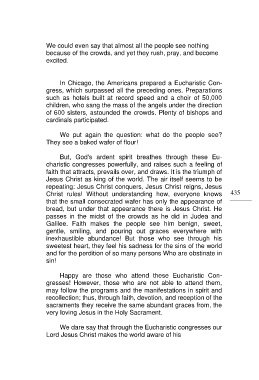 We could even say that almost all the people see nothing
because of the crowds, and yet they rush, pray, and become
excited.
In Chicago, the Americans prepared a Eucharistic Con-
gress, which surpassed all the preceding ones. Preparations
such as hotels built at record speed and a choir of 50,000
children, who sang the mass of the angels under the direction
of 600 sisters, astounded the crowds. Plenty of bishops and
cardinals participated.
We put again the question: what do the people see?
They see a baked wafer of flour!
But, God's ardent spirit breathes through these Eu-
charistic congresses powerfully, and raises such a feeling of
faith that attracts, prevails over, and draws. It is the triumph of
Jesus Christ as king of the world. The air itself seems to be
repeating: Jesus Christ conquers, Jesus Christ reigns, Jesus
Christ rules! Without understanding how, everyone knows
that the small consecrated wafer has only the appearance of
bread, but under that appearance there is Jesus Christ. He
passes in the midst of the crowds as he did in Judea and
Galilee. Faith makes the people see him benign, sweet,
gentle, smiling, and pouring out graces everywhere with
inexhaustible abundance! But those who see through his
sweetest heart, they feel his sadness for the sins of the world
and for the perdition of so many persons Who are obstinate in
sin!
Happy are those who attend these Eucharistic Con-
gresses! However, those who are not able to attend them,
may follow the programs and the manifestations in spirit and
recollection; thus, through faith, devotion, and reception of the
sacraments they receive the same abundant graces from, the
very loving Jesus in the Holy Sacrament.
We dare say that through the Eucharistic congresses our
Lord Jesus Christ makes the world aware of his
435